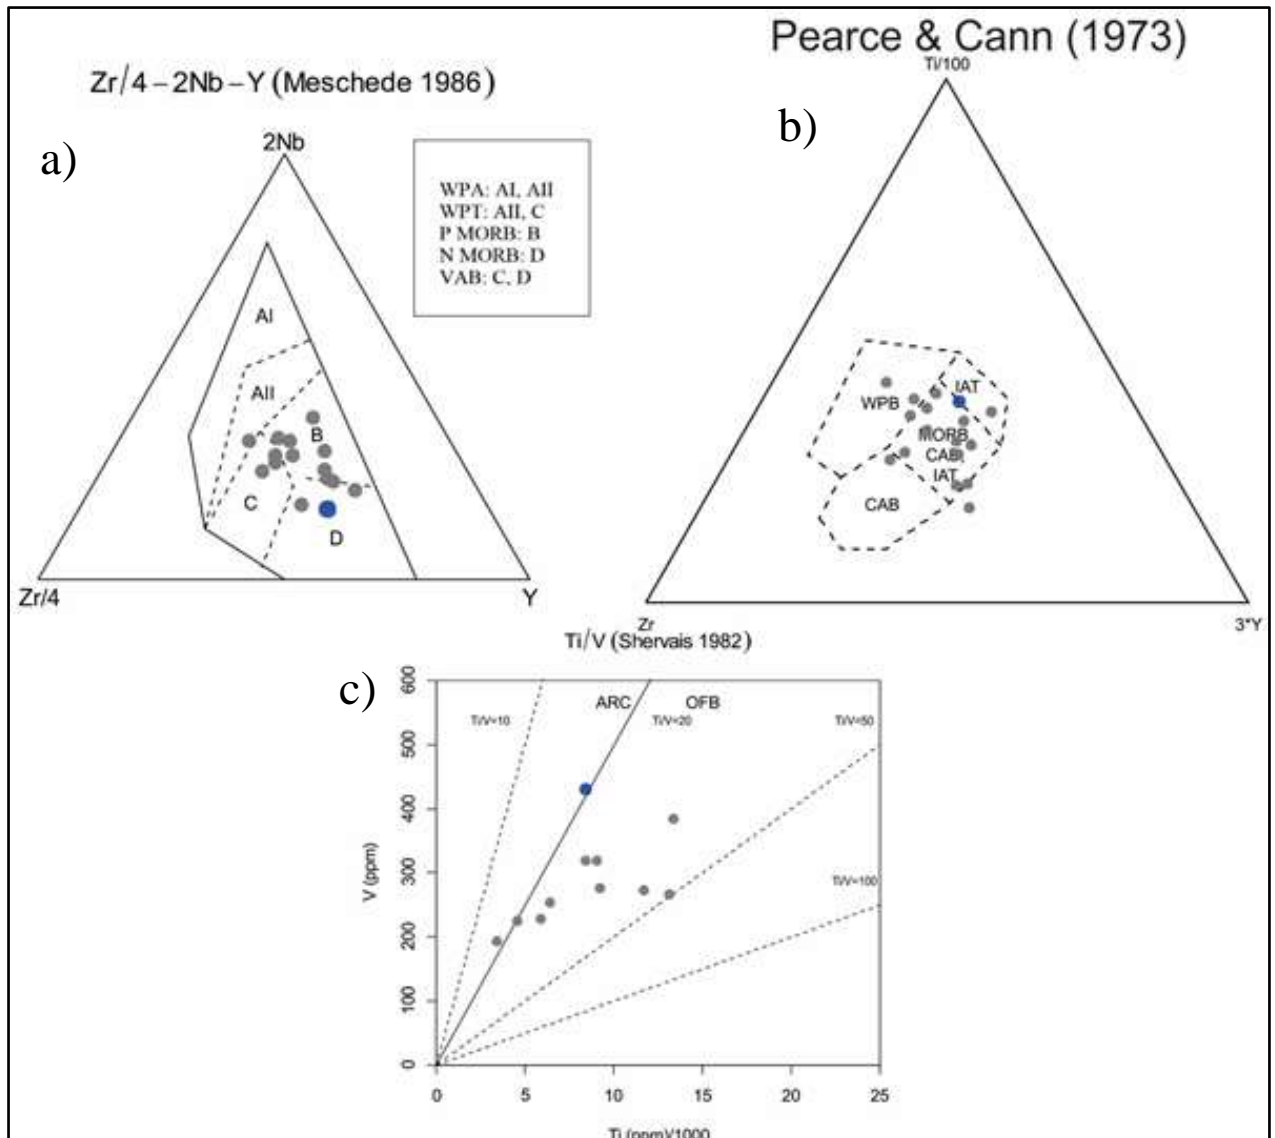 Pearce & Cann (1973)
Zr/4–2Nb–Y (Meschede 1986)
a)
2Nb
WPA: AI, AII
WPT: AII, C
P MORB: B
N MORB: D
VAB: C, D
AI
AII
B
C
D
Zr/4
Y
b)
Ti/100
IAT
WPB
MORB
CAB
IAT
CAB
Zr
3*Y
Ti/V (Shervais 1982)
c)
ARC
OFB
Ti/V=10
Ti/V=20
Ti/V=50
Ti/V=100
V (ppm)
600
500
400
300
200
100
0
0 5 10 15 20 25
Ti (ppm)/1000